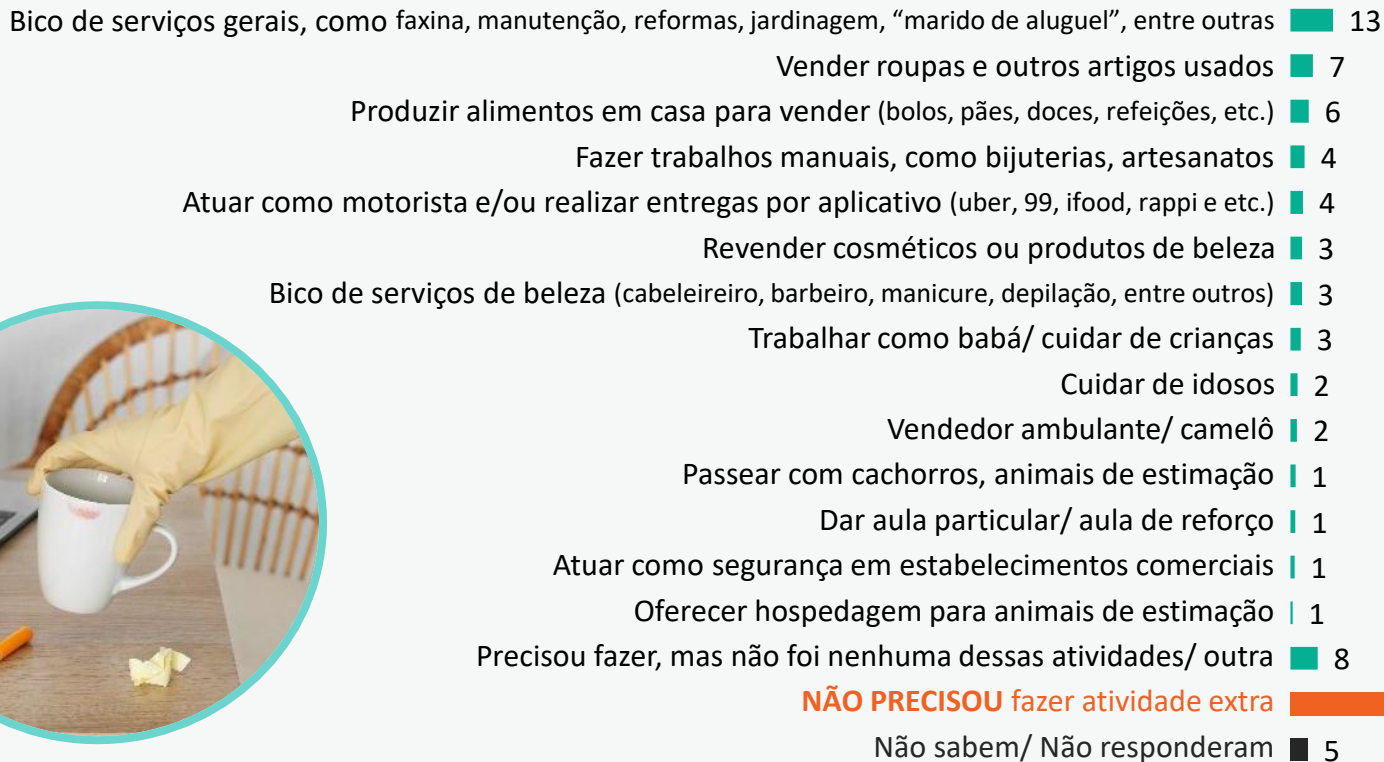 Bico de serviços gerais, como faxina, manutenção, reformas, jardinagem, “marido de aluguel”, entre outras 13
Vender roupas e outros artigos usados 7
Produzir alimentos em casa para vender (bolos, pães, doces, refeições, etc.) 6
Fazer trabalhos manuais, como bijuterias, artesanatos 4
Atuar como motorista e/ou realizar entregas por aplicativo (uber, 99, ifood, rappi e etc.) 4
Revender cosméticos ou produtos de beleza 3
Bico de serviços de beleza (cabeleireiro, barbeiro, manicure, depilação, entre outros) 3
Trabalhar como babá/ cuidar de crianças 3
Cuidar de idosos 2
Vendedor ambulante/ camelô 2
Passear com cachorros, animais de estimação 1
Dar aula particular/ aula de reforço 1
Atuar como segurança em estabelecimentos comerciais 1
Oferecer hospedagem para animais de estimação 1
Precisou fazer, mas não foi nenhuma dessas atividades/ outra 8
NÃO PRECISOU fazer atividade extra
Não sabem/ Não responderam 5